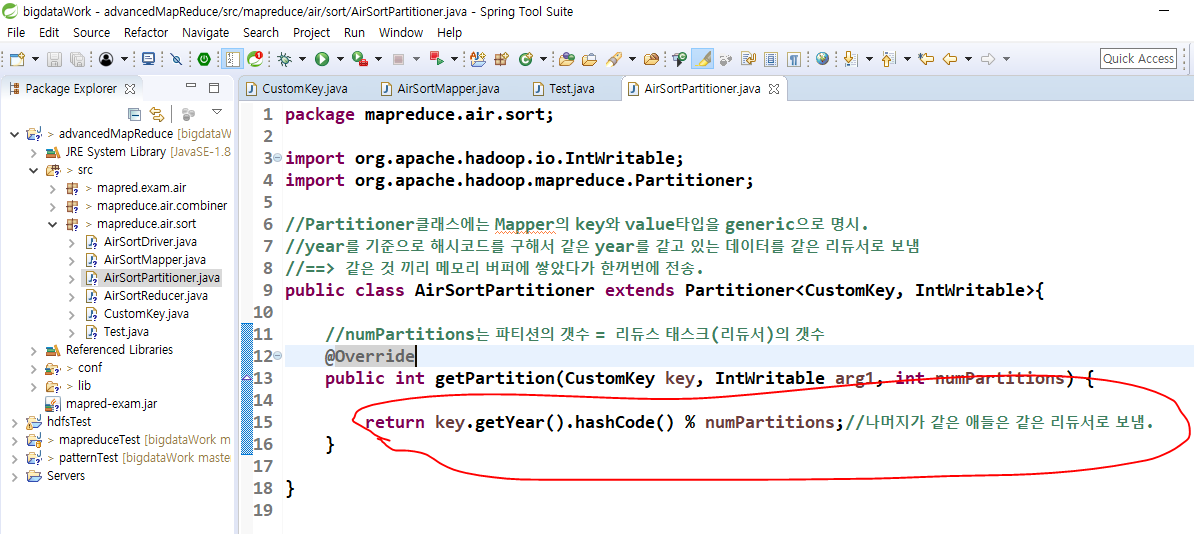 bigdataWork - advancedMapReduce/src/mapreduce/air/sort/AirSortPartitioner.java - Spring Tool Suite
File Edit Source Refactor Navigate Search Project Run Window Help
Quick Access
Package Explorer
CustomKey.java AirSortMapper.java Test.java AirSortPartitioner.java
> advancedMapReduce [bigdataW
JRE System Library [JavaSE-1.8
> src
> mapred.exam.air
> mapreduce.air.combiner
> mapreduce.air.sort
> AirSortDriver.java
> AirSortMapper.java
> AirSortPartitioner.java
> AirSortReducer.java
> CustomKey.java
> Test.java
Referenced Libraries
> conf
> lib
mapred-exam.jar
hdfsTest
> mapreduceTest [bigdataWork m
> patternTest [bigdataWork master
Servers
1 package mapreduce.air.sort;
2
3 import org.apache.hadoop.io.IntWritable;
4 import org.apache.hadoop.mapreduce.Partitioner;
5
6 //Partitioner클래스에는 Mapper의 key와 value타입을 generic으로 명시.
7 //year를 기준으로 해시코드를 구해서 같은 year를 갖고 있는 데이터를 같은 리듀서로 보냄
8 //==> 같은 것 끼리 메모리 버퍼에 쌓았다가 한꺼번에 전송.
9 public class AirSortPartitioner extends Partitioner<CustomKey, IntWritable>{
10
11 //numPartitions는 파티션의 갯수 = 리듀스 태스크(리듀서)의 갯수
12 @Override
13 public int getPartition(CustomKey key, IntWritable arg1, int numPartitions) {
14
15 return key.getYear().hashCode() % numPartitions;//나머지가 같은 애들은 같은 리듀서로 보냄.
16 }
17
18 }
19